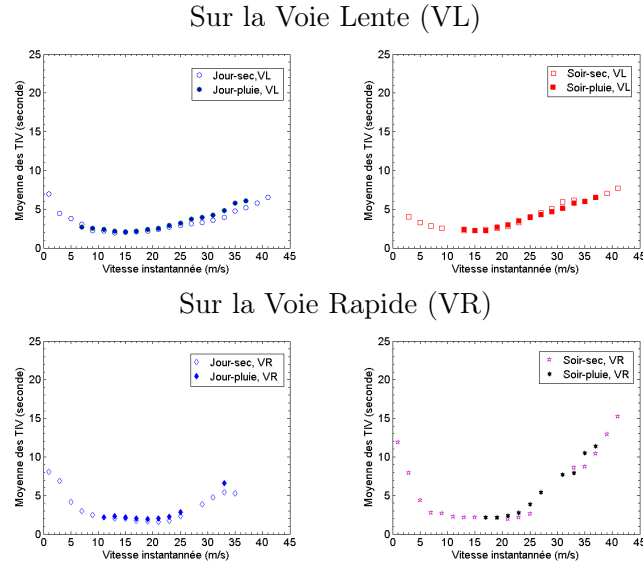 Sur la Voie Lente (VL)
25
20
15
10
5
0
0 5 10 15 20 25 30 35 40 45
Moyenne des TIV (seconde)
Vitesse instantannée (m/s)
Jour-sec,VL
Jour-pluie, VL
25
20
15
10
5
0
0 5 10 15 20 25 30 35 40 45
Moyenne des TIV (seconde)
Vitesse instantannée (m/s)
Soir-sec, VL
Soir-pluie, VL
Sur la Voie Rapide (VR)
25
20
15
10
5
0
0 5 10 15 20 25 30 35 40 45
Moyenne des TIV (seconde)
Vitesse instantannée (m/s)
Jour-sec, VR
Jour-pluie, VR
25
20
15
10
5
0
0 5 10 15 20 25 30 35 40 45
Moyenne des TIV (seconde)
Vitesse instantannée (m/s)
Soir-sec, VR
Soir-pluie, VR